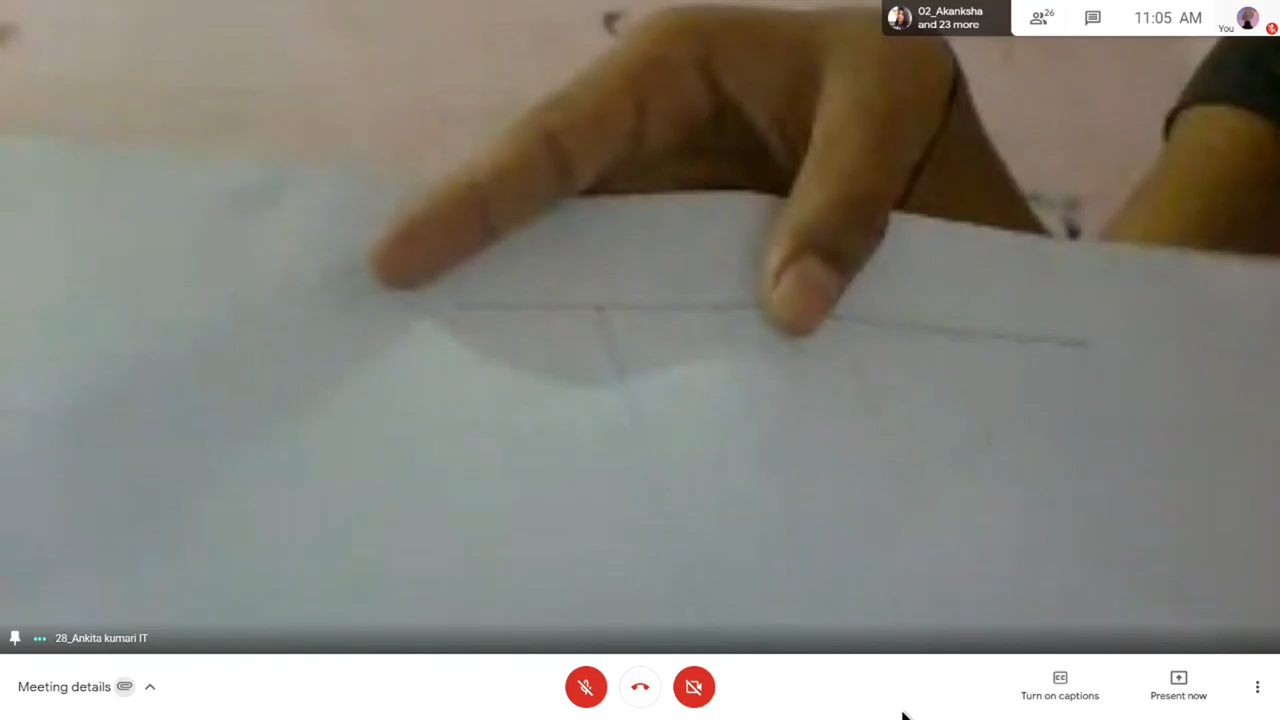 02_Akanksha
and 23 more
26
11:05 AM
You
28_Ankita kumari IT
Meeting details
CC
Turn on captions
Present now